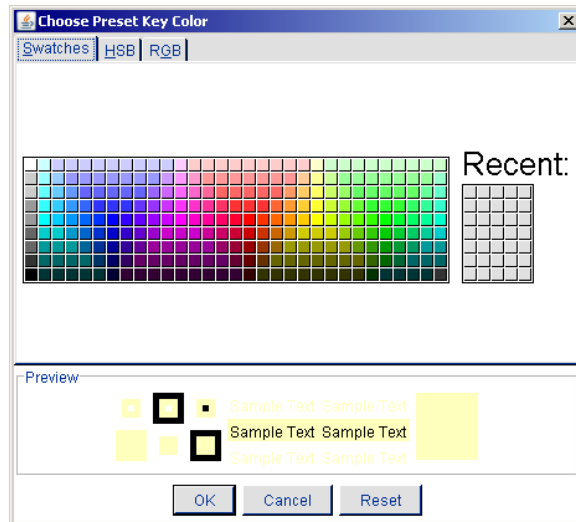 Choose Preset Key Color
Swatches HSB RGB
Recent:
Preview
Sample Text Sample Text
Sample Text Sample Text
Sample Text Sample Text
OK Cancel Reset